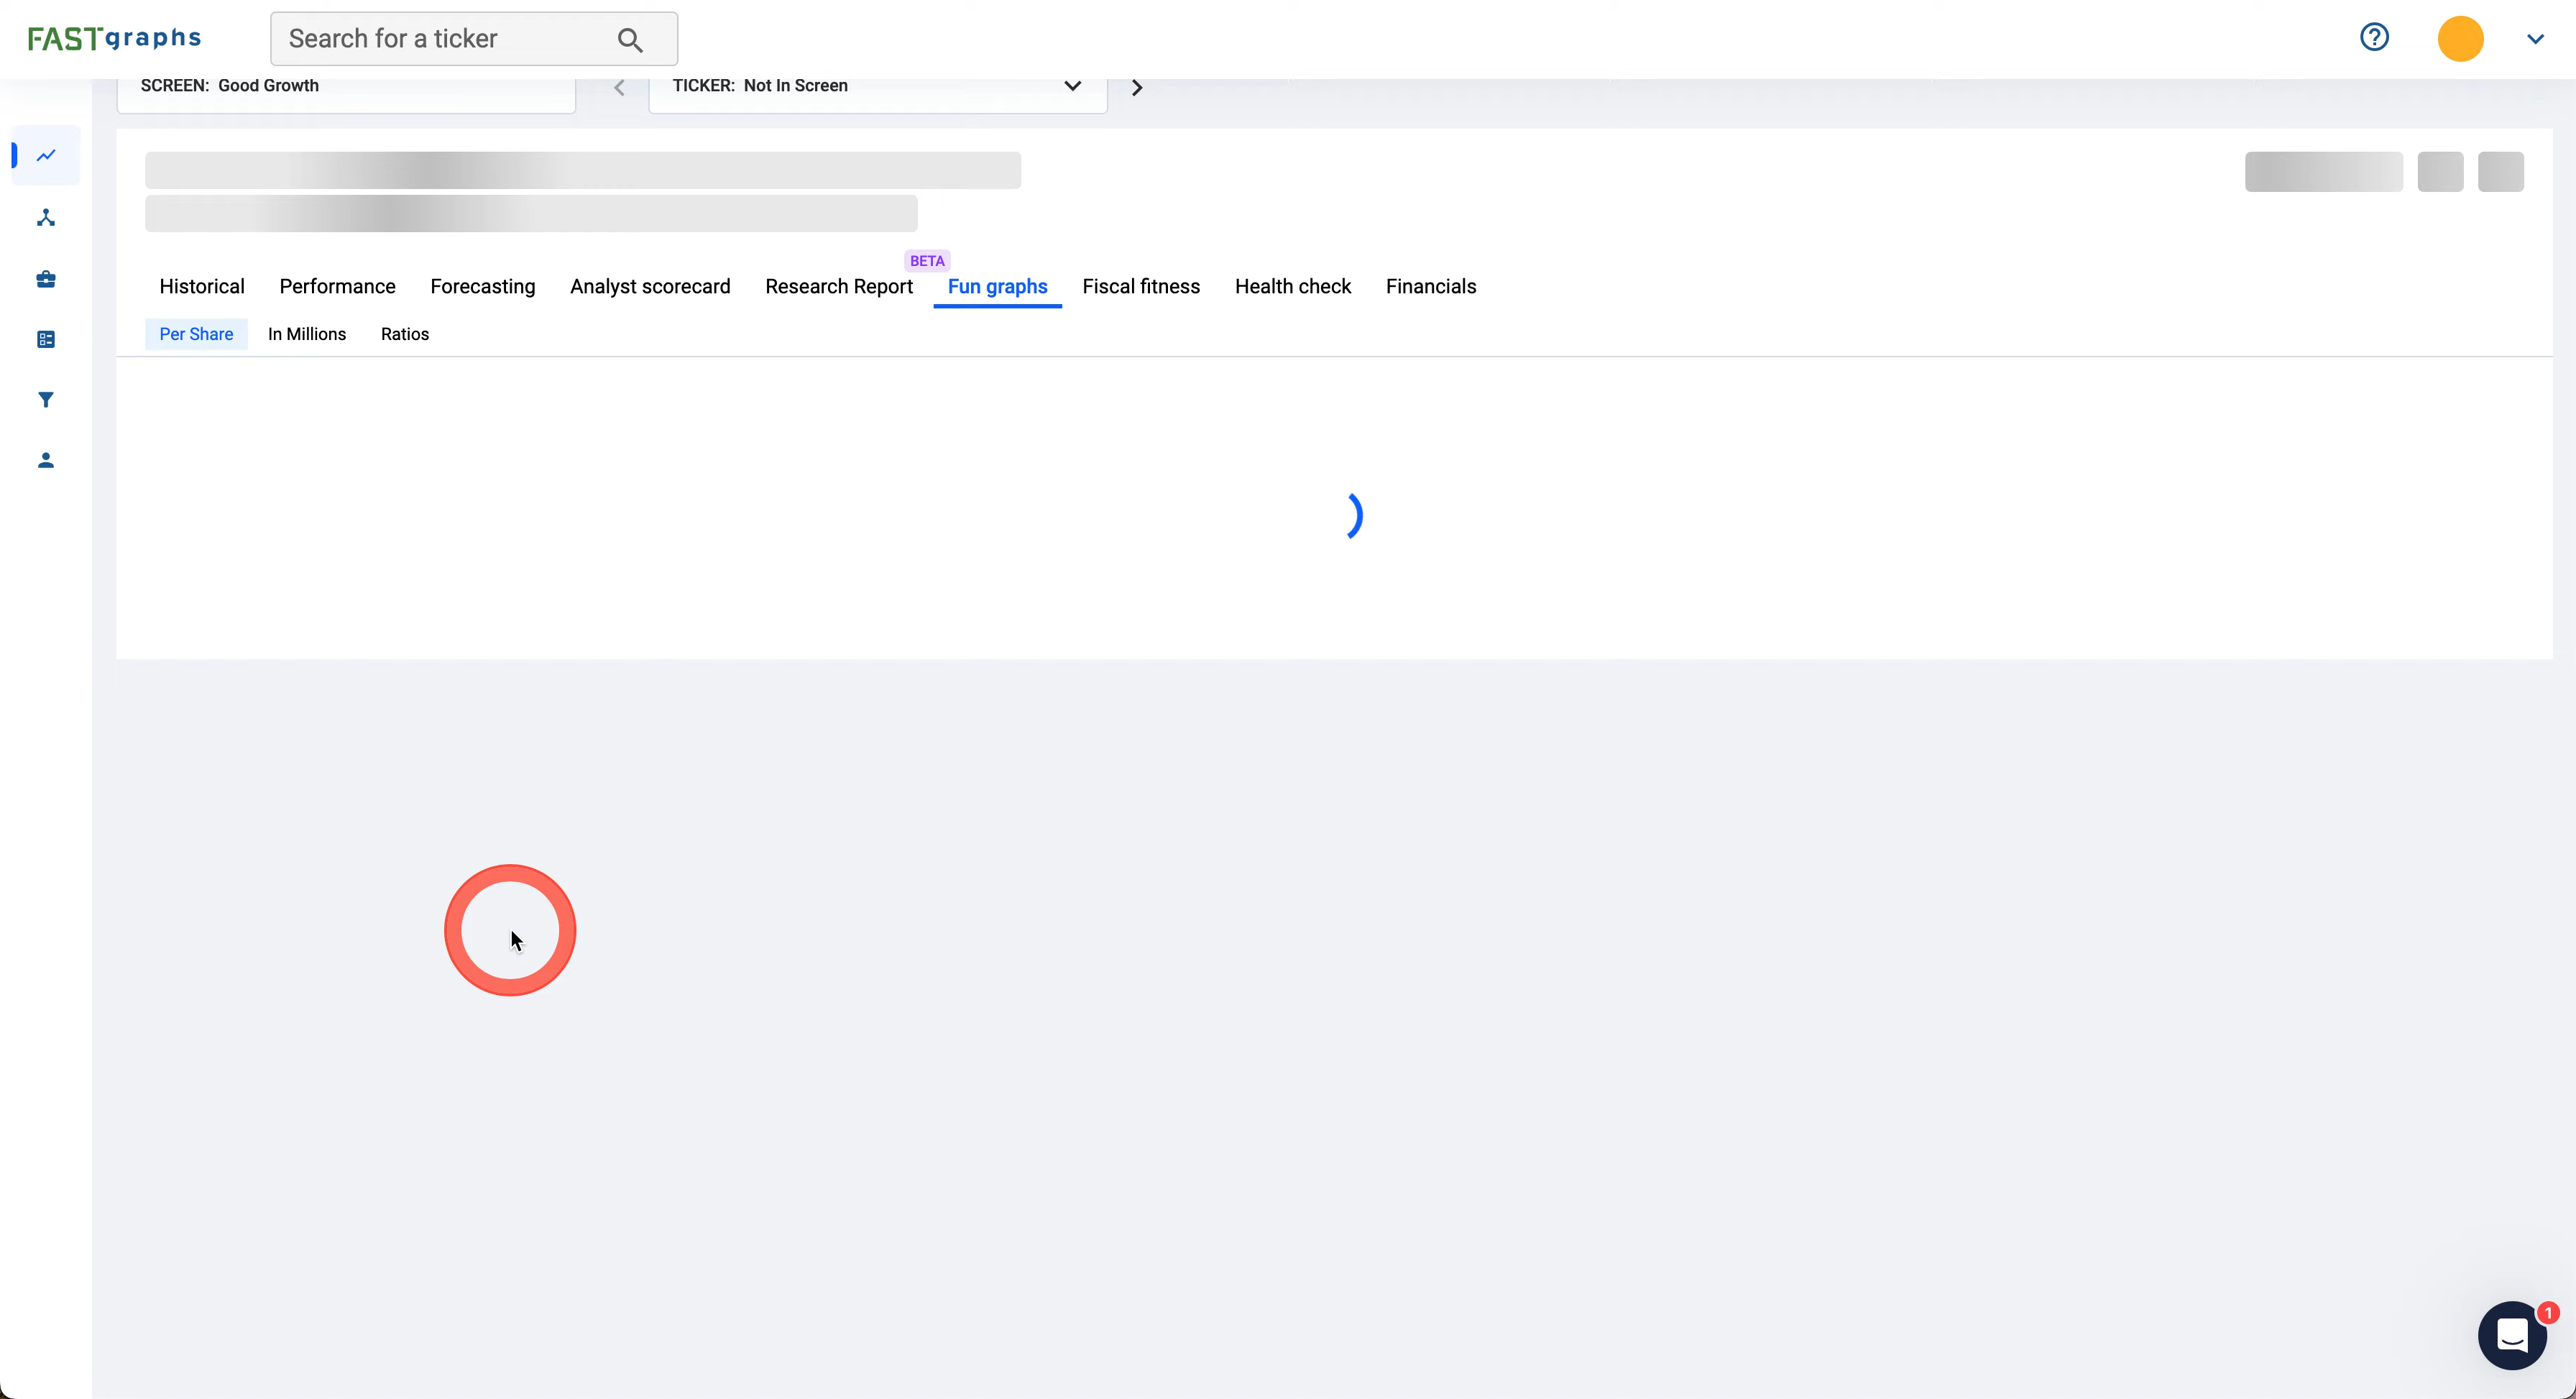 FASTgraphs
Search for a ticker
SCREEN: Good Growth
TICKER: Not In Screen
BETA
Historical Performance Forecasting Analyst scorecard Research Report Fun graphs Fiscal fitness Health check Financials
Per Share In Millions Ratios
1